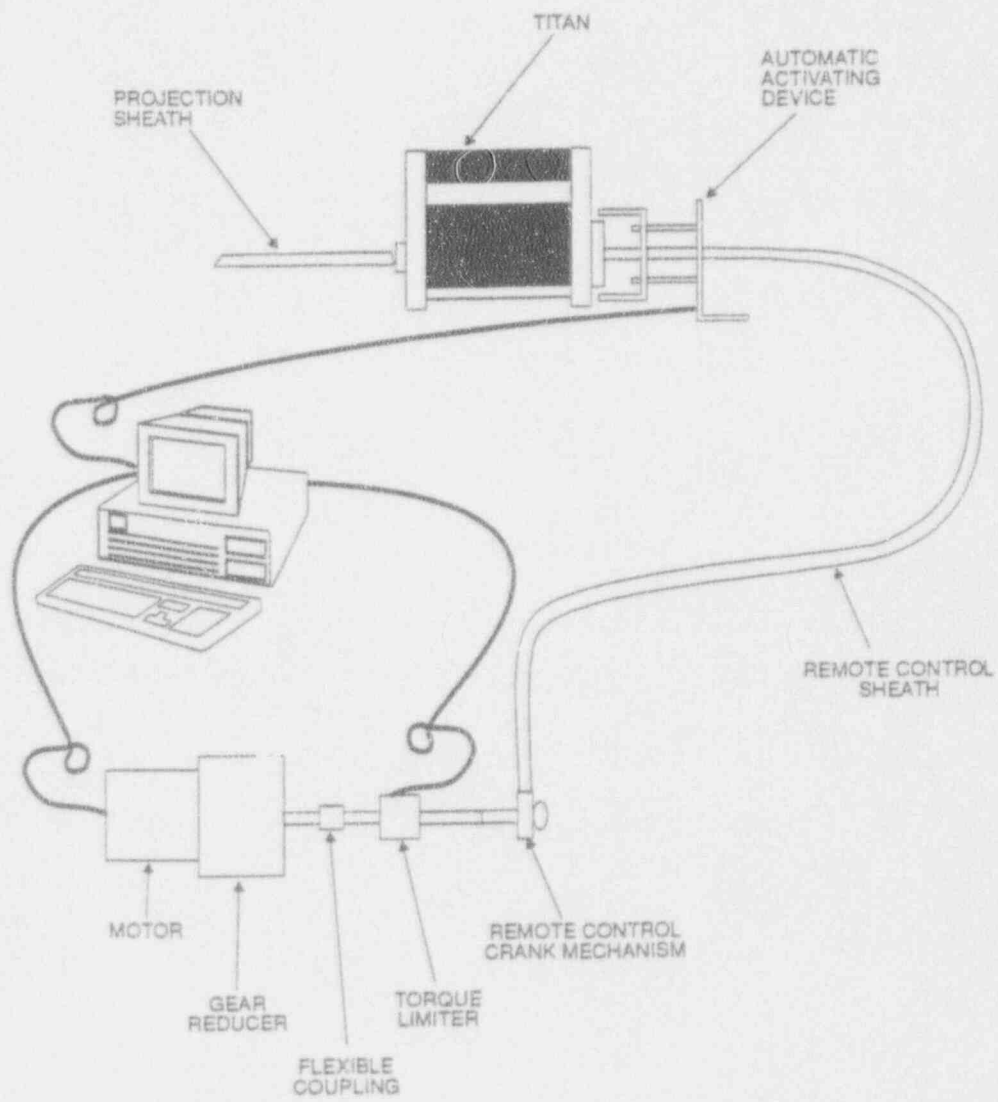 TITAN
AUTOMATIC
ACTIVATING
DEVICE
PROJECTION
SHEATH
REMOTE CONTROL
SHEATH
MOTOR
REMOTE CONTROL
CRANK MECHANISM
GEAR
REDUCER
TORQUE
LIMITER
FLEXIBLE
COUPLING